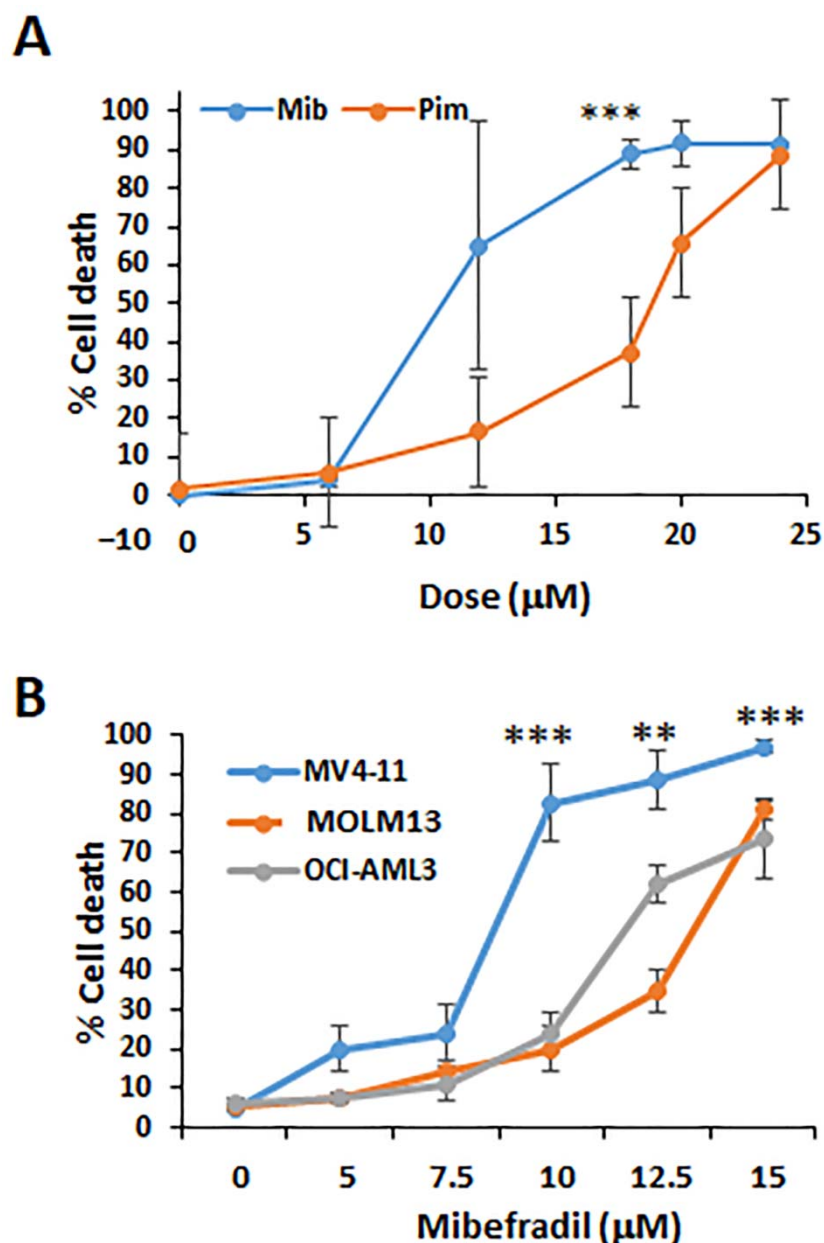 A
Mib Pim ***
100
90
80
70
60
50
40
30
20
10
0
−10
% Cell death
0 5 10 15 20 25
Dose (μM)
B
*** ** ***
100
90
80
70
60
50
40
30
20
10
0
% Cell death
MV4-11
MOLM13
OCI-AML3
0 5 7.5 10 12.5 15
Mibefradil (μM)